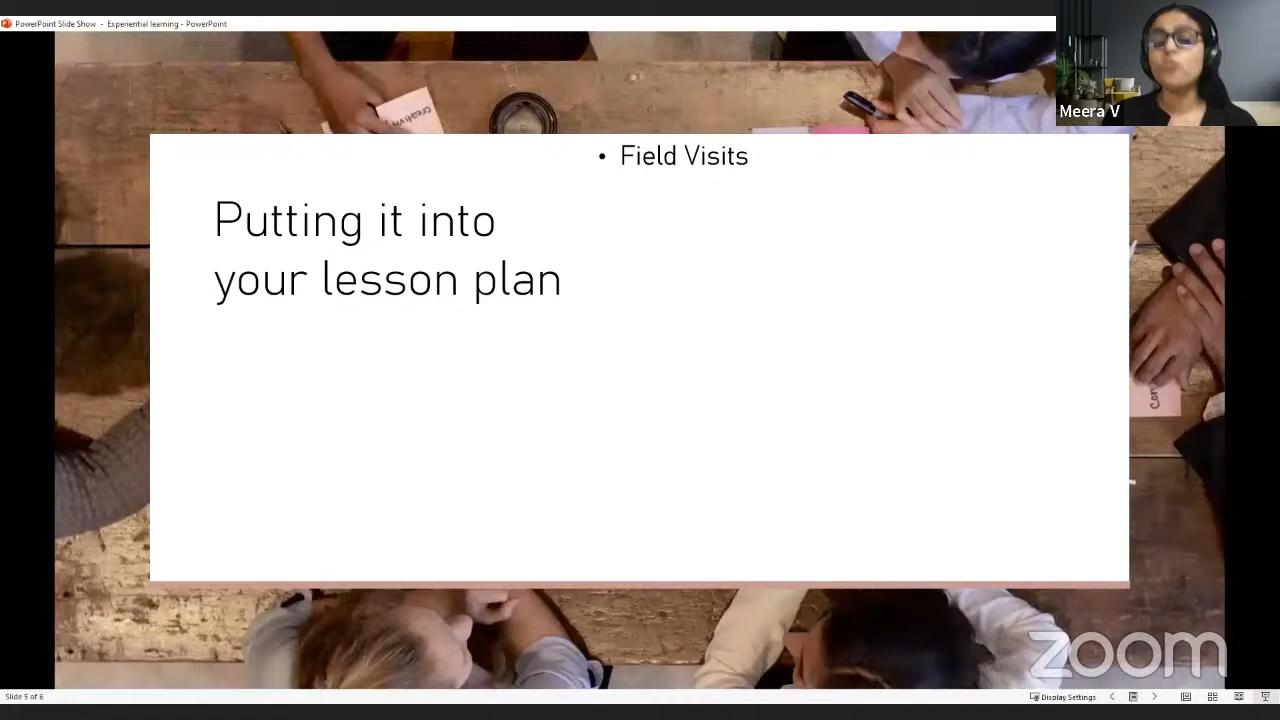 PowerPoint Slide Show - Experiential learning - PowerPoint
Meera V
creativity
• Field Visits
Putting it into
your lesson plan
zoom
Slide 5 of 6
Display Settings